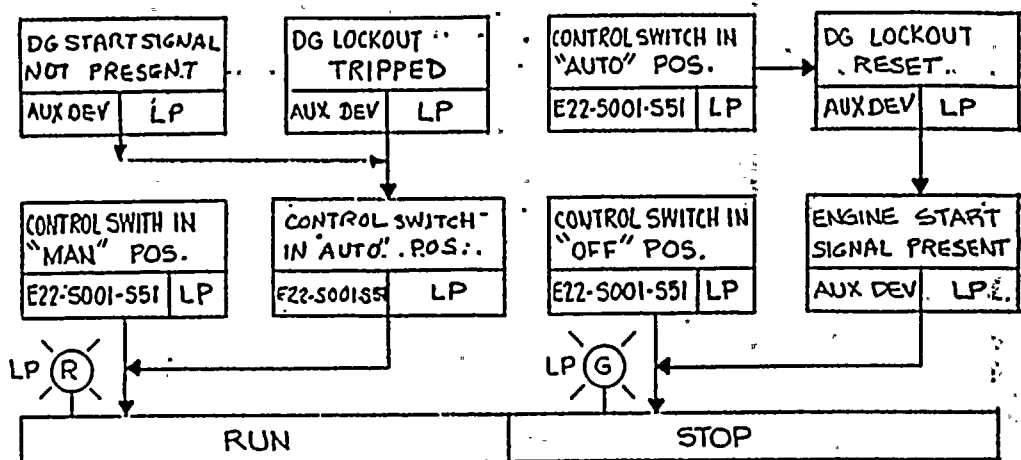 DG START SIGNAL
NOT PRESENT
AUX DEV LP
DG LOCKOUT
TRIPPED
AUX DEV LP
CONTROL SWITCH IN
"AUTO" POS.
E22-S001-S51 LP
DG LOCKOUT
RESET
AUX DEV LP
CONTROL SWITH IN
"MAN" POS.
E22-S001-S51 LP
CONTROL SWITCH
IN "AUTO" POS.
E22-S001-S51 LP
CONTROL SWITCH IN
"OFF" POS.
E22-S001-S51 LP
ENGINE START
SIGNAL PRESENT
AUX DEV LP
LP R
LP G
RUN
STOP